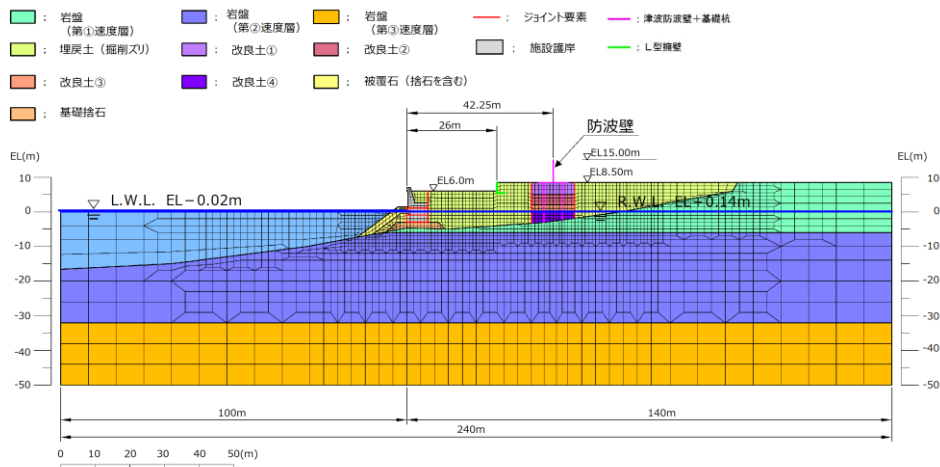 ： 岩盤
（第①速度層）
： 岩盤
（第②速度層）
： 岩盤
（第③速度層）
： ジョイント要素
： 津波防波壁＋基礎杭
： 埋戻土（掘削ズリ）
： 改良土①
： 改良土②
： 施設護岸
： Ｌ型擁壁
： 改良土③
： 改良土④
： 被覆石（捨石を含む）
： 基礎捨石
42.25m
26m
防波壁
EL(m)
EL(m)
EL15.00m
EL8.50m
EL6.0m
L.W.L. EL−0.02m
R.W.L. EL＋0.14m
10
0
-10
-20
-30
-40
-50
10
0
-10
-20
-30
-40
-50
100m
140m
240m
0 10 20 30 40 50(m)